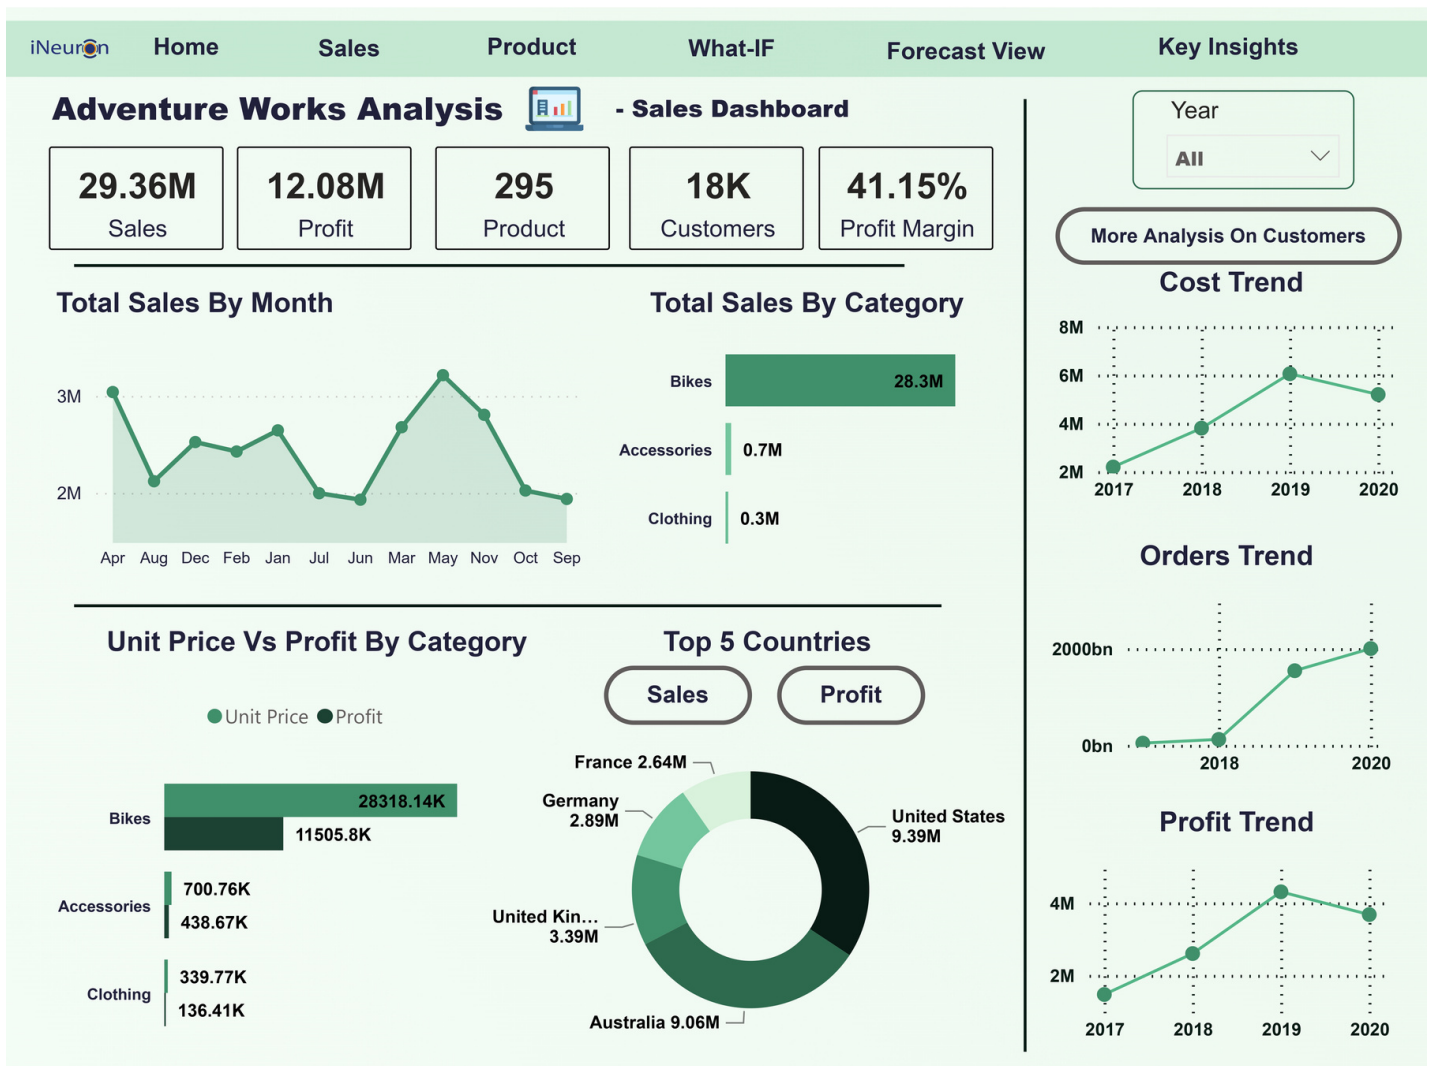 iNeuron
Home
Sales
Product
What-IF
Forecast View
Key Insights
Adventure Works Analysis
- Sales Dashboard
29.36M
Sales
12.08M
Profit
295
Product
18K
Customers
41.15%
Profit Margin
Year
All
More Analysis On Customers
Total Sales By Month
3M
2M
Apr Aug Dec Feb Jan Jul Jun Mar May Nov Oct Sep
Total Sales By Category
Bikes 28.3M
Accessories 0.7M
Clothing 0.3M
Cost Trend
8M
6M
4M
2M
2017 2018 2019 2020
Orders Trend
2000bn
0bn
2018 2020
Profit Trend
4M
2M
2017 2018 2019 2020
Unit Price Vs Profit By Category
Unit Price Profit
Bikes
28318.14K
11505.8K
Accessories
700.76K
438.67K
Clothing
339.77K
136.41K
Top 5 Countries
Sales
Profit
France 2.64M
Germany
2.89M
United States
9.39M
United Kin...
3.39M
Australia 9.06M